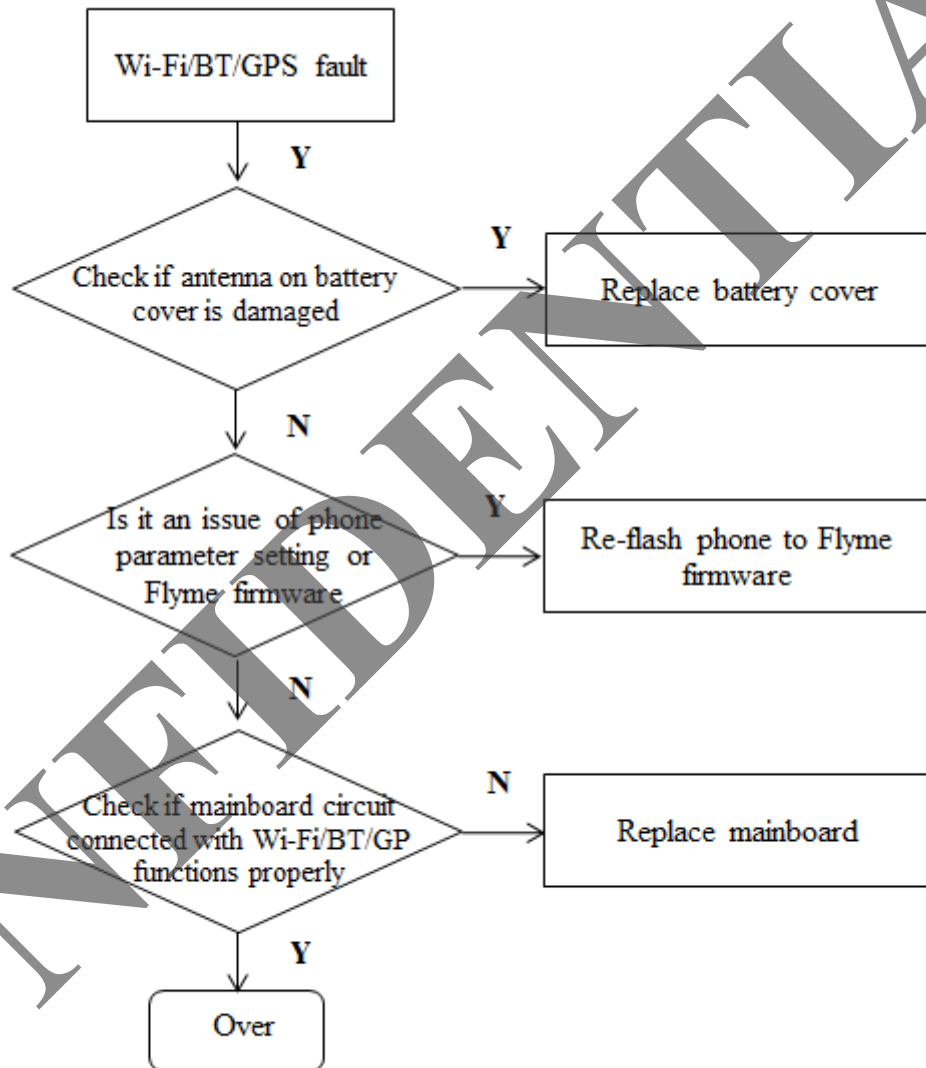 Wi-Fi/BT/GPS fault
Y
Check if antenna on battery
cover is damaged
Y
Replace battery cover
N
Is it an issue of phone
parameter setting or
Flyme firmware
Y
Re-flash phone to Flyme
firmware
N
Check if mainboard circuit
connected with Wi-Fi/BT/GP
functions properly
N
Replace mainboard
Y
Over
NFIDENTIA